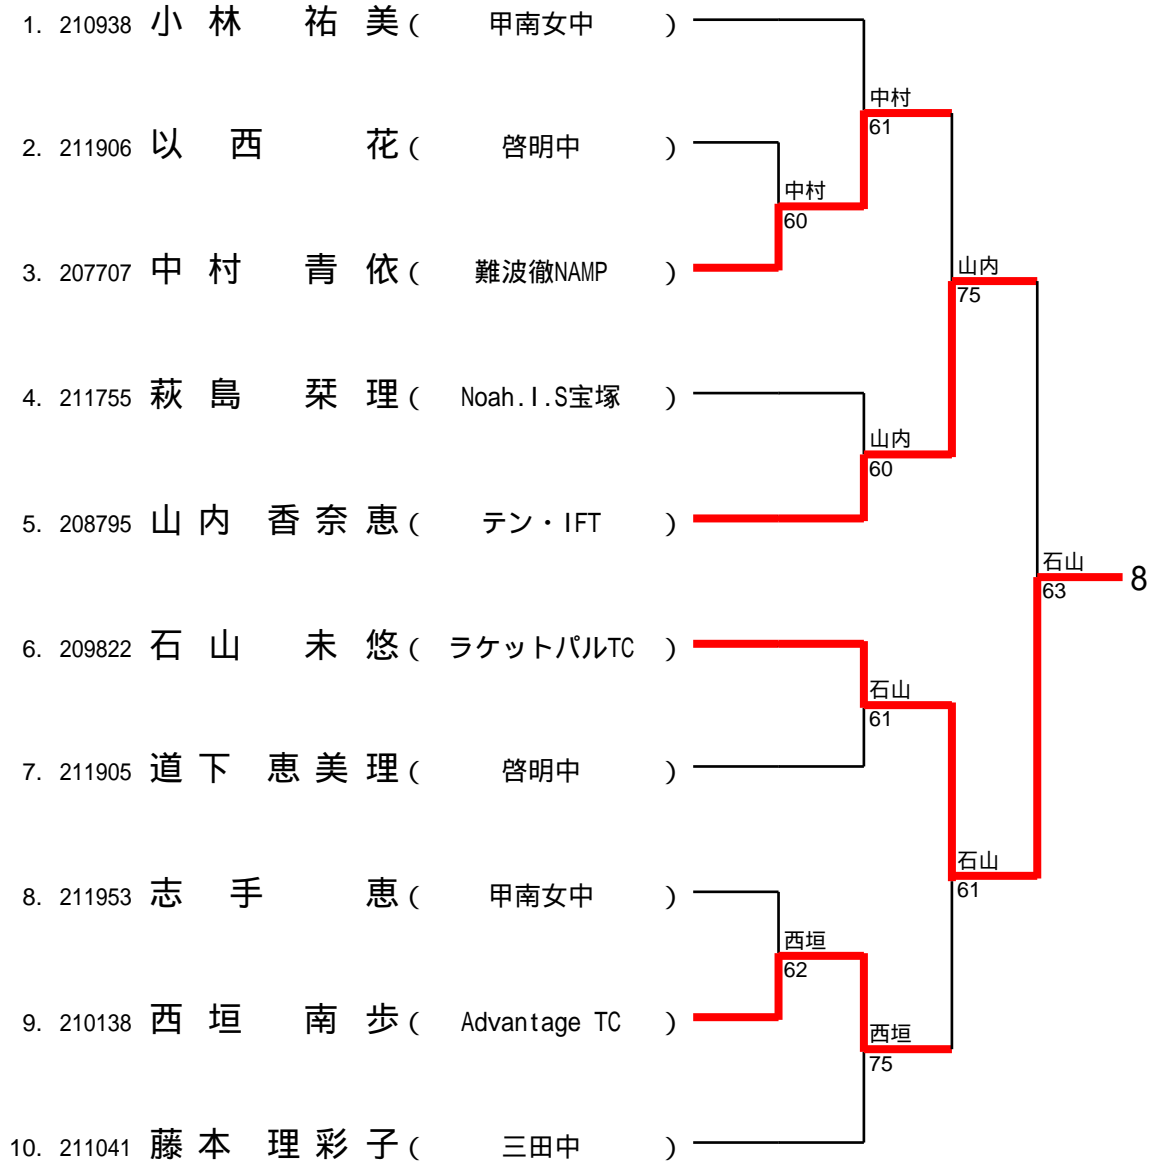 1. 210938 小林 祐美 ( 甲南女中 )
中村
61
2. 211906 以西 花 ( 啓明中 )
中村
60
3. 207707 中村 青依 ( 難波徹NAMP )
山内
75
4. 211755 萩島 栞理 ( Noah.I.S宝塚 )
山内
60
5. 208795 山内 香奈恵 ( テン・IFT )
石山
63
8
6. 209822 石山 未悠 ( ラケットパルTC )
石山
61
7. 211905 道下 恵美理 ( 啓明中 )
石山
61
8. 211953 志手 恵 ( 甲南女中 )
西垣
62
9. 210138 西垣 南歩 ( Advantage TC )
西垣
75
10. 211041 藤本 理彩子 ( 三田中 )